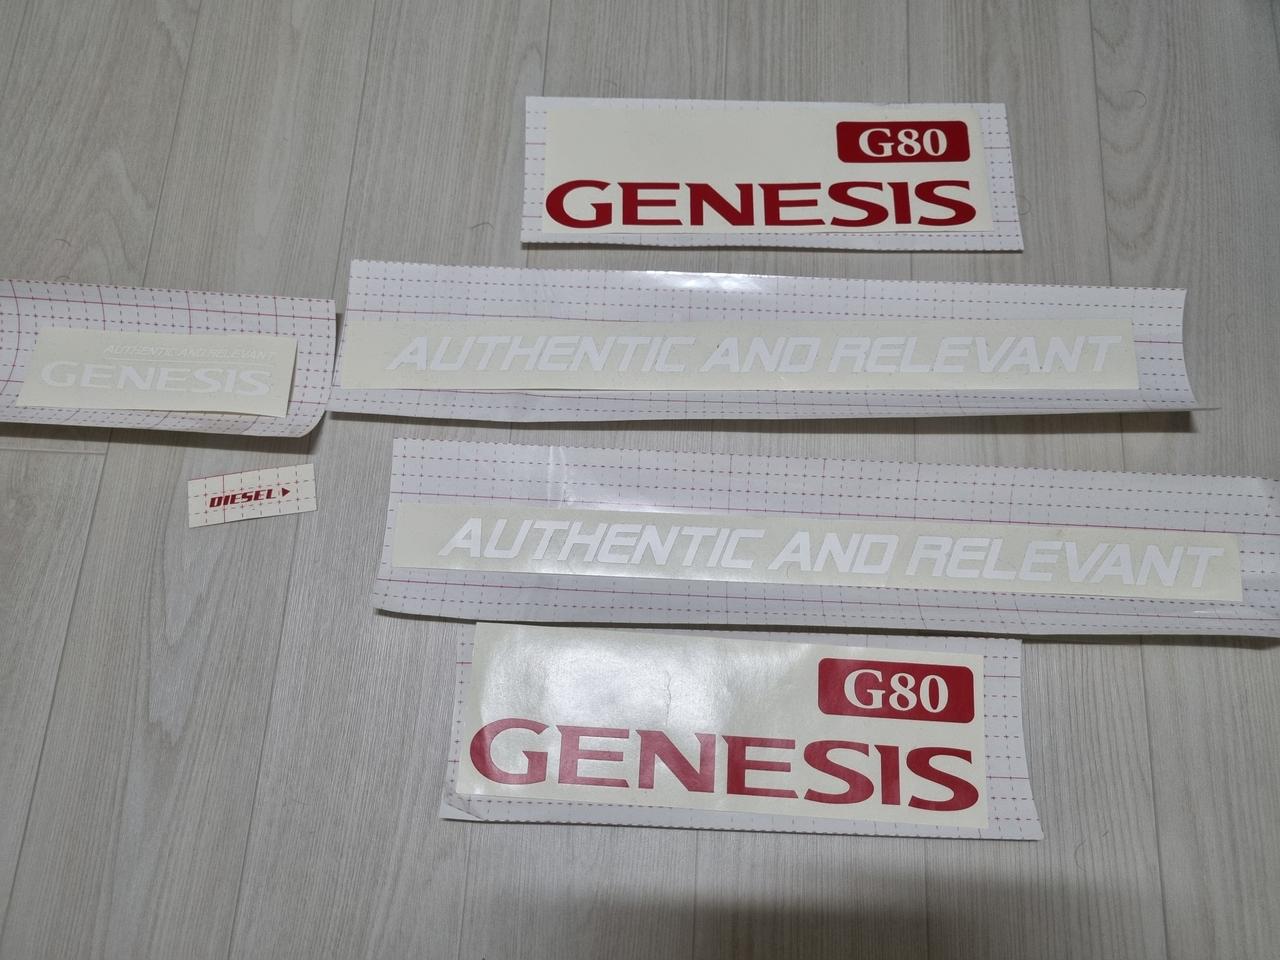 G80
GENESIS
AUTHENTIC AND RELEVANT
AUTHENTIC AND RELEVANT
GENESIS
DIESEL
AUTHENTIC AND RELEVANT
G80
GENESIS